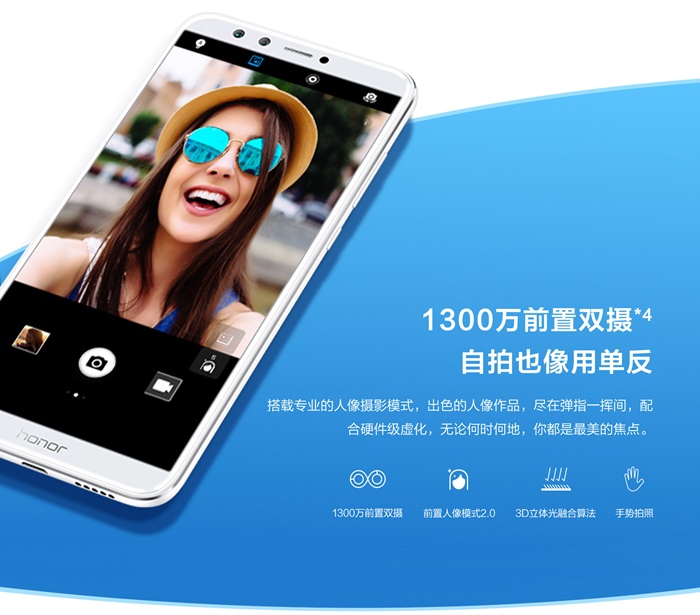 honor
1300万前置双摄*4
自拍也像用单反
搭载专业的人像摄影模式，出色的人像作品，尽在弹指一挥间，配
合硬件级虚化，无论何时何地，你都是最美的焦点。
1300万前置双摄
前置人像模式2.0
3D立体光融合算法
手势拍照